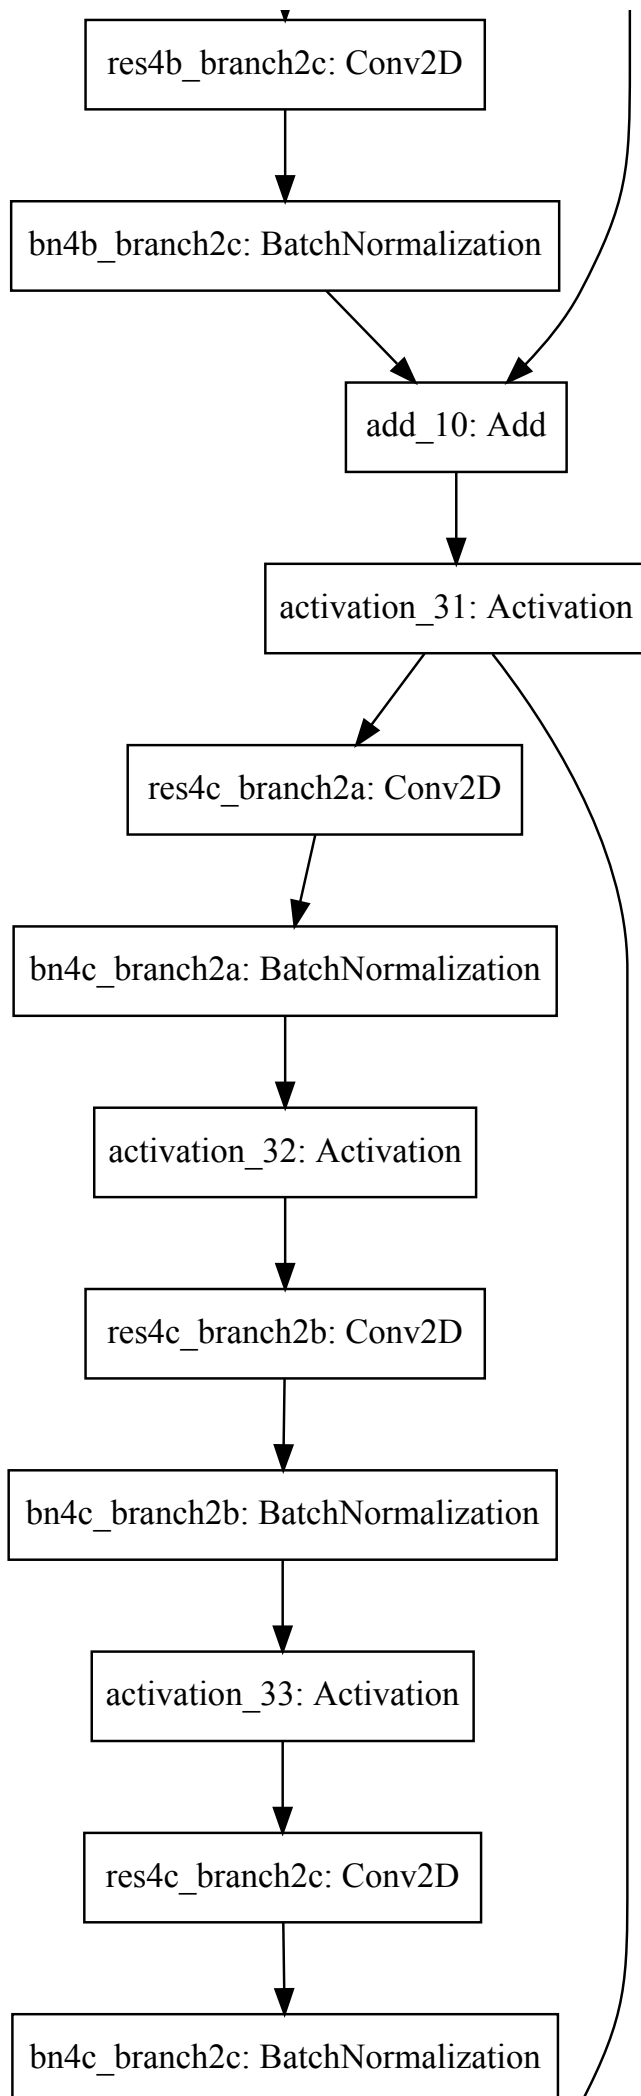 res4b_branch2c: Conv2D
bn4b_branch2c: BatchNormalization
add_10: Add
activation_31: Activation
res4c_branch2a: Conv2D
bn4c_branch2a: BatchNormalization
activation_32: Activation
res4c_branch2b: Conv2D
bn4c_branch2b: BatchNormalization
activation_33: Activation
res4c_branch2c: Conv2D
bn4c_branch2c: BatchNormalization